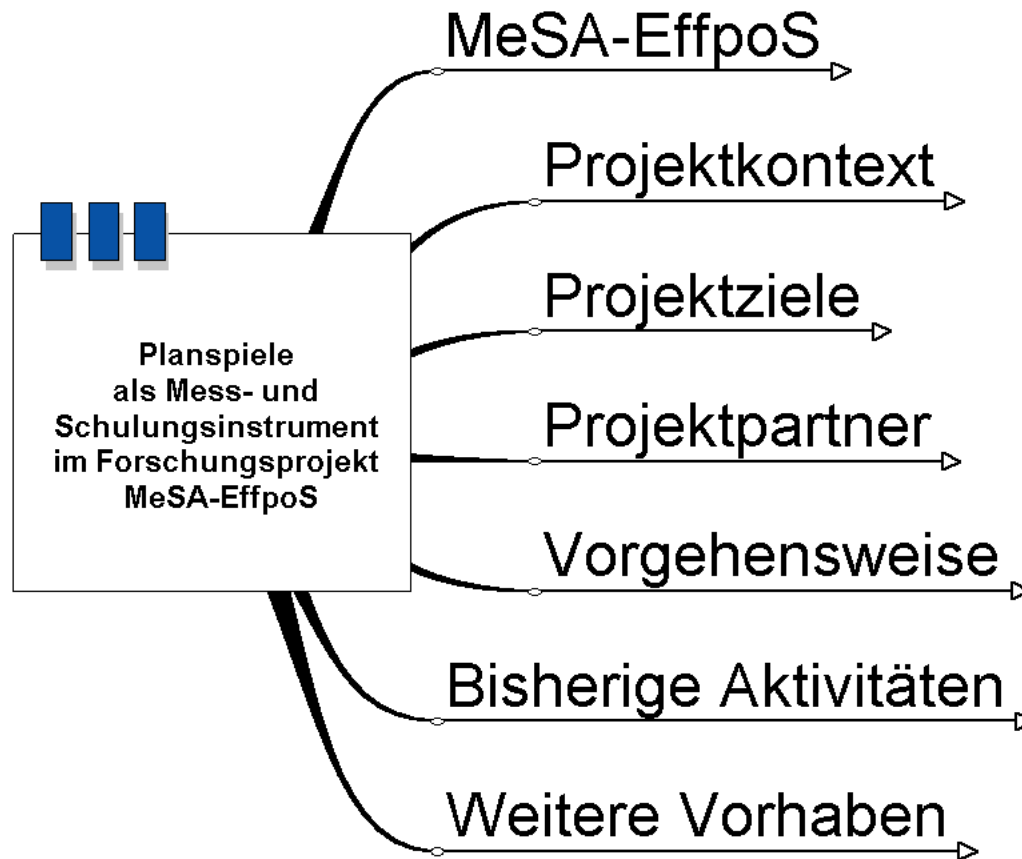 MeSA-EffpoS
Projektkontext
Projektziele
Planspiele
als Mess- und
Schulungsinstrument
im Forschungsprojekt
MeSA-EffpoS
Projektpartner
Vorgehensweise
Bisherige Aktivitäten
Weitere Vorhaben